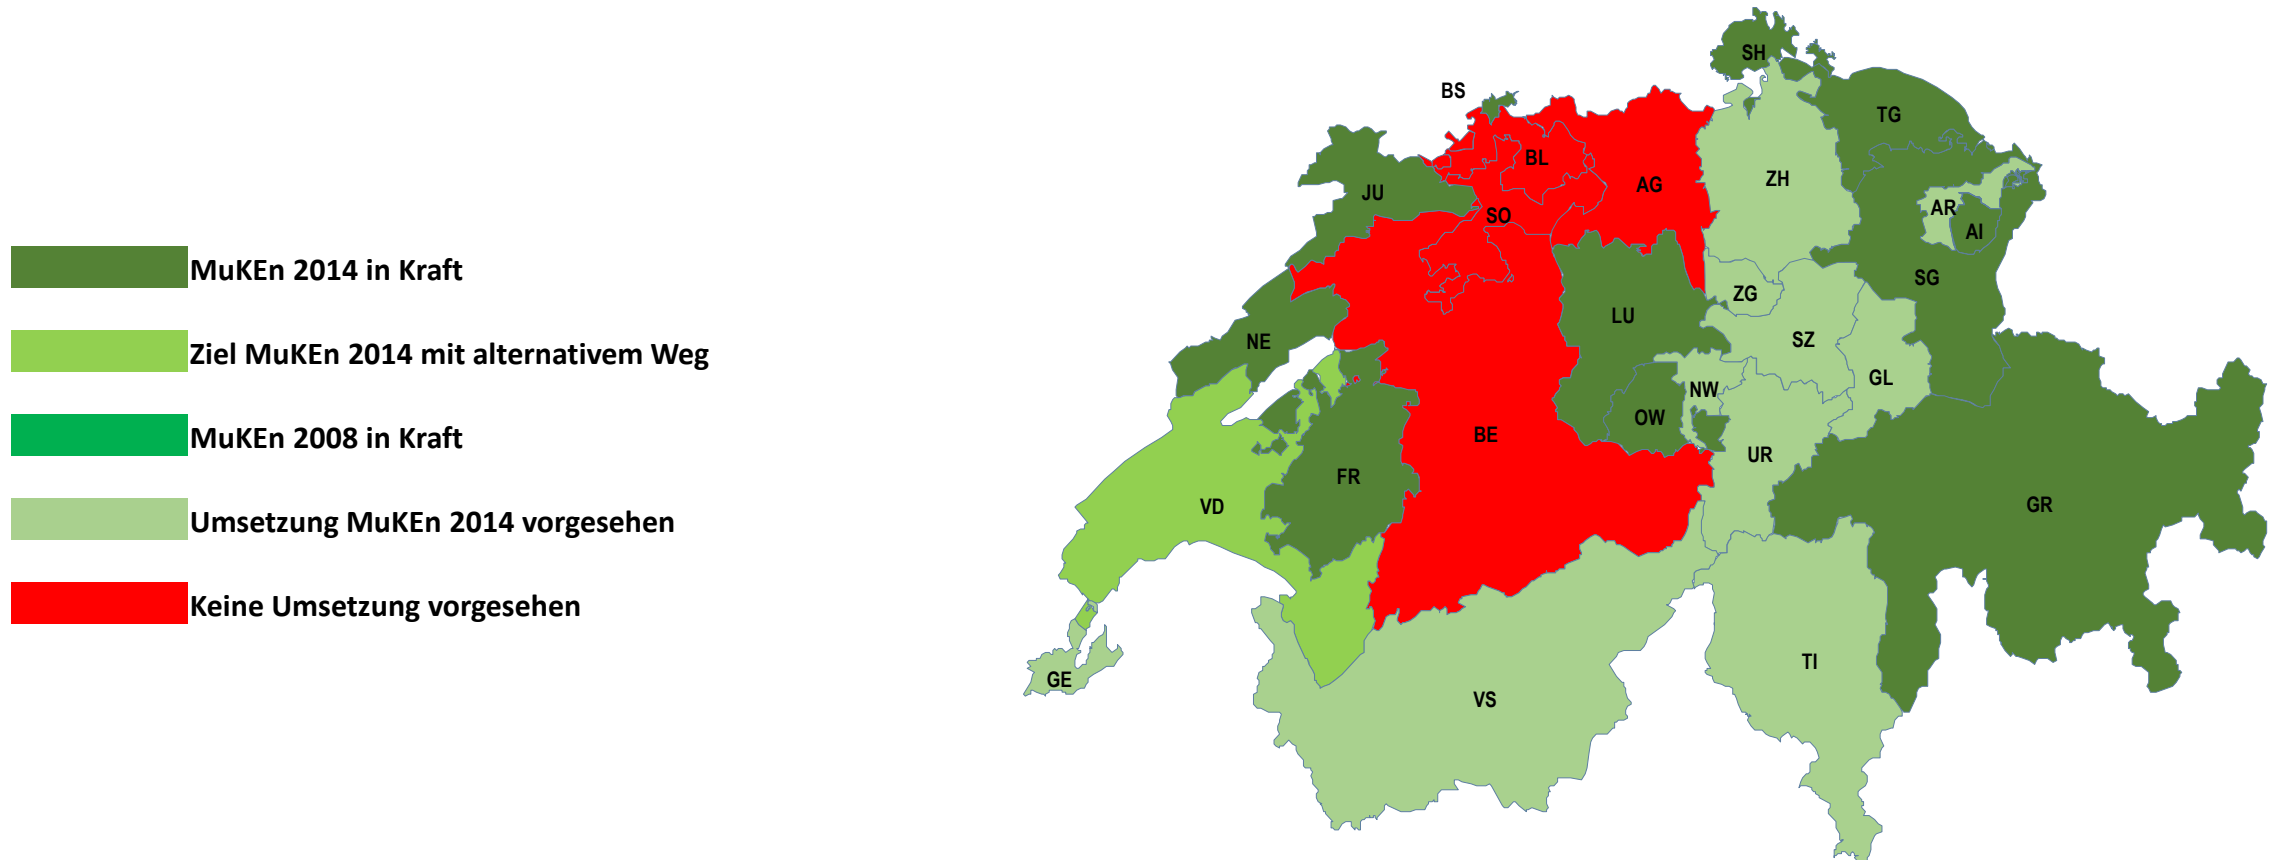 MuKEn 2014 in Kraft
Ziel MuKEn 2014 mit alternativem Weg
MuKEn 2008 in Kraft
Umsetzung MuKEn 2014 vorgesehen
Keine Umsetzung vorgesehen
SH
BS
TG
BL
ZH
AG
JU
AR
SO
AI
SG
ZG
LU
NE
SZ
GL
NW
OW
BE
UR
FR
VD
GR
TI
GE
VS